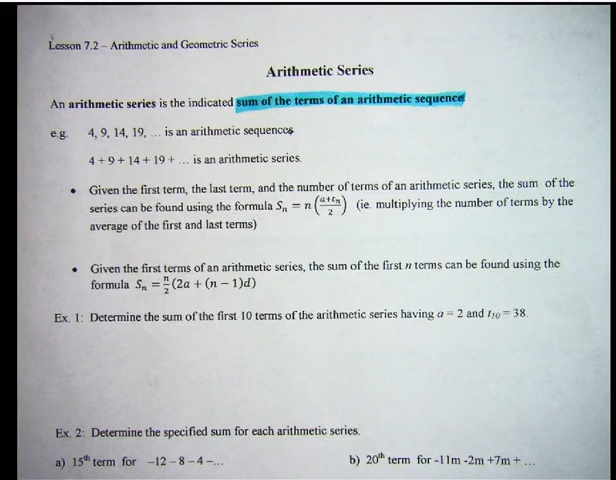 Lesson 7.2 – Arithmetic and Geometric Series
Arithmetic Series
An arithmetic series is the indicated sum of the terms of an arithmetic sequence
e.g. 4, 9, 14, 19, ... is an arithmetic sequences
4 + 9 + 14 + 19 + ... is an arithmetic series.
• Given the first term, the last term, and the number of terms of an arithmetic series, the sum of the
series can be found using the formula Sₙ = n((a+tₙ)/2) (ie. multiplying the number of terms by the
average of the first and last terms)
• Given the first terms of an arithmetic series, the sum of the first n terms can be found using the
formula Sₙ = n/2(2a + (n – 1)d)
Ex. 1: Determine the sum of the first 10 terms of the arithmetic series having a = 2 and t₁₀ = 38.
Ex. 2: Determine the specified sum for each arithmetic series.
a) 15th term for –12 – 8 – 4 –... b) 20th term for -11m -2m +7m + ...